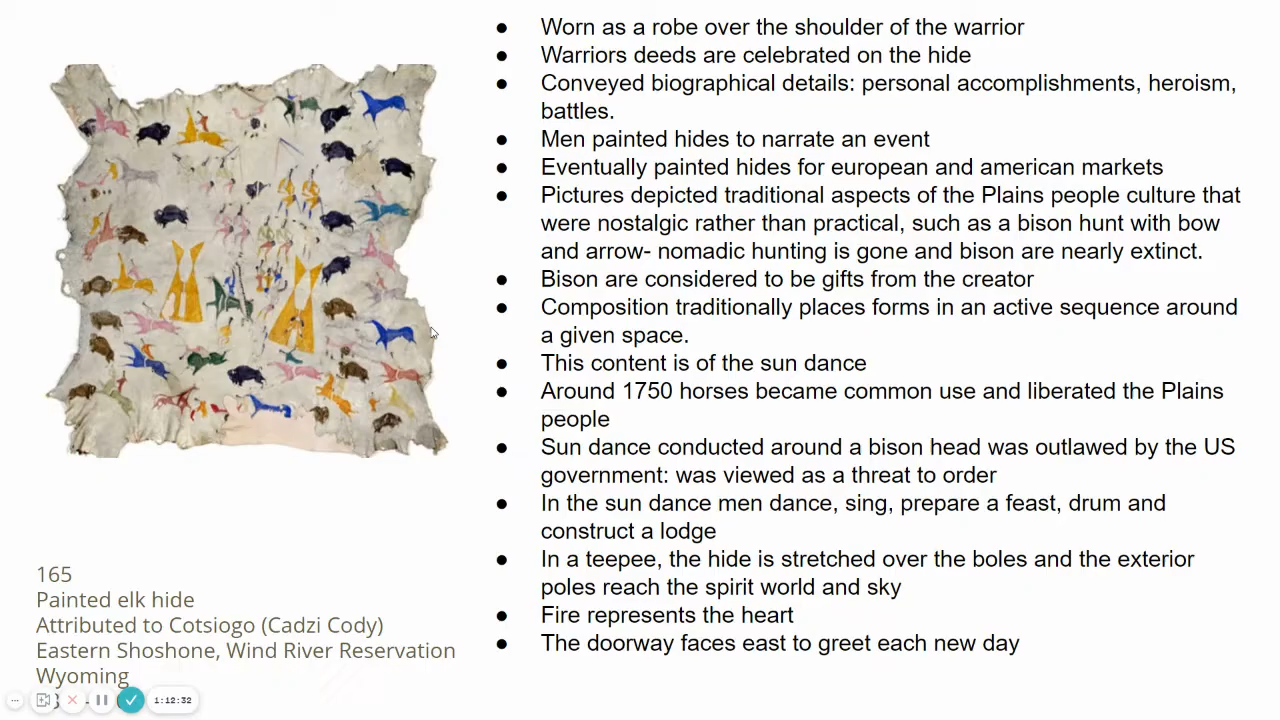 ● Worn as a robe over the shoulder of the warrior
● Warriors deeds are celebrated on the hide
● Conveyed biographical details: personal accomplishments, heroism,
battles.
● Men painted hides to narrate an event
● Eventually painted hides for european and american markets
● Pictures depicted traditional aspects of the Plains people culture that
were nostalgic rather than practical, such as a bison hunt with bow
and arrow- nomadic hunting is gone and bison are nearly extinct.
● Bison are considered to be gifts from the creator
● Composition traditionally places forms in an active sequence around
a given space.
● This content is of the sun dance
● Around 1750 horses became common use and liberated the Plains
people
● Sun dance conducted around a bison head was outlawed by the US
government: was viewed as a threat to order
● In the sun dance men dance, sing, prepare a feast, drum and
construct a lodge
● In a teepee, the hide is stretched over the boles and the exterior
poles reach the spirit world and sky
● Fire represents the heart
● The doorway faces east to greet each new day
165
Painted elk hide
Attributed to Cotsiogo (Cadzi Cody)
Eastern Shoshone, Wind River Reservation
Wyoming
1:12:32